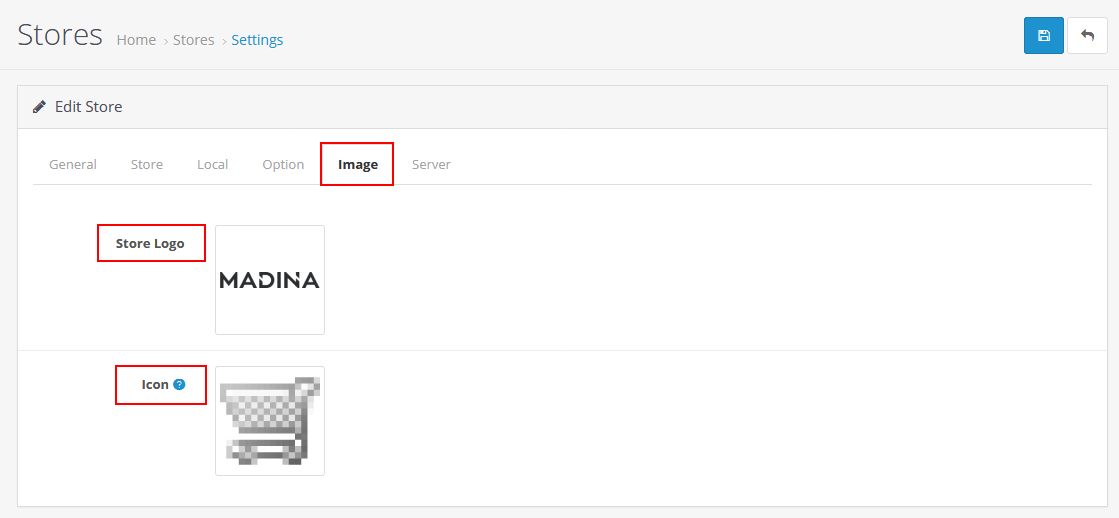 Stores Home › Stores › Settings
Edit Store
General Store Local Option Image Server
Store Logo
MADINA
Icon ?